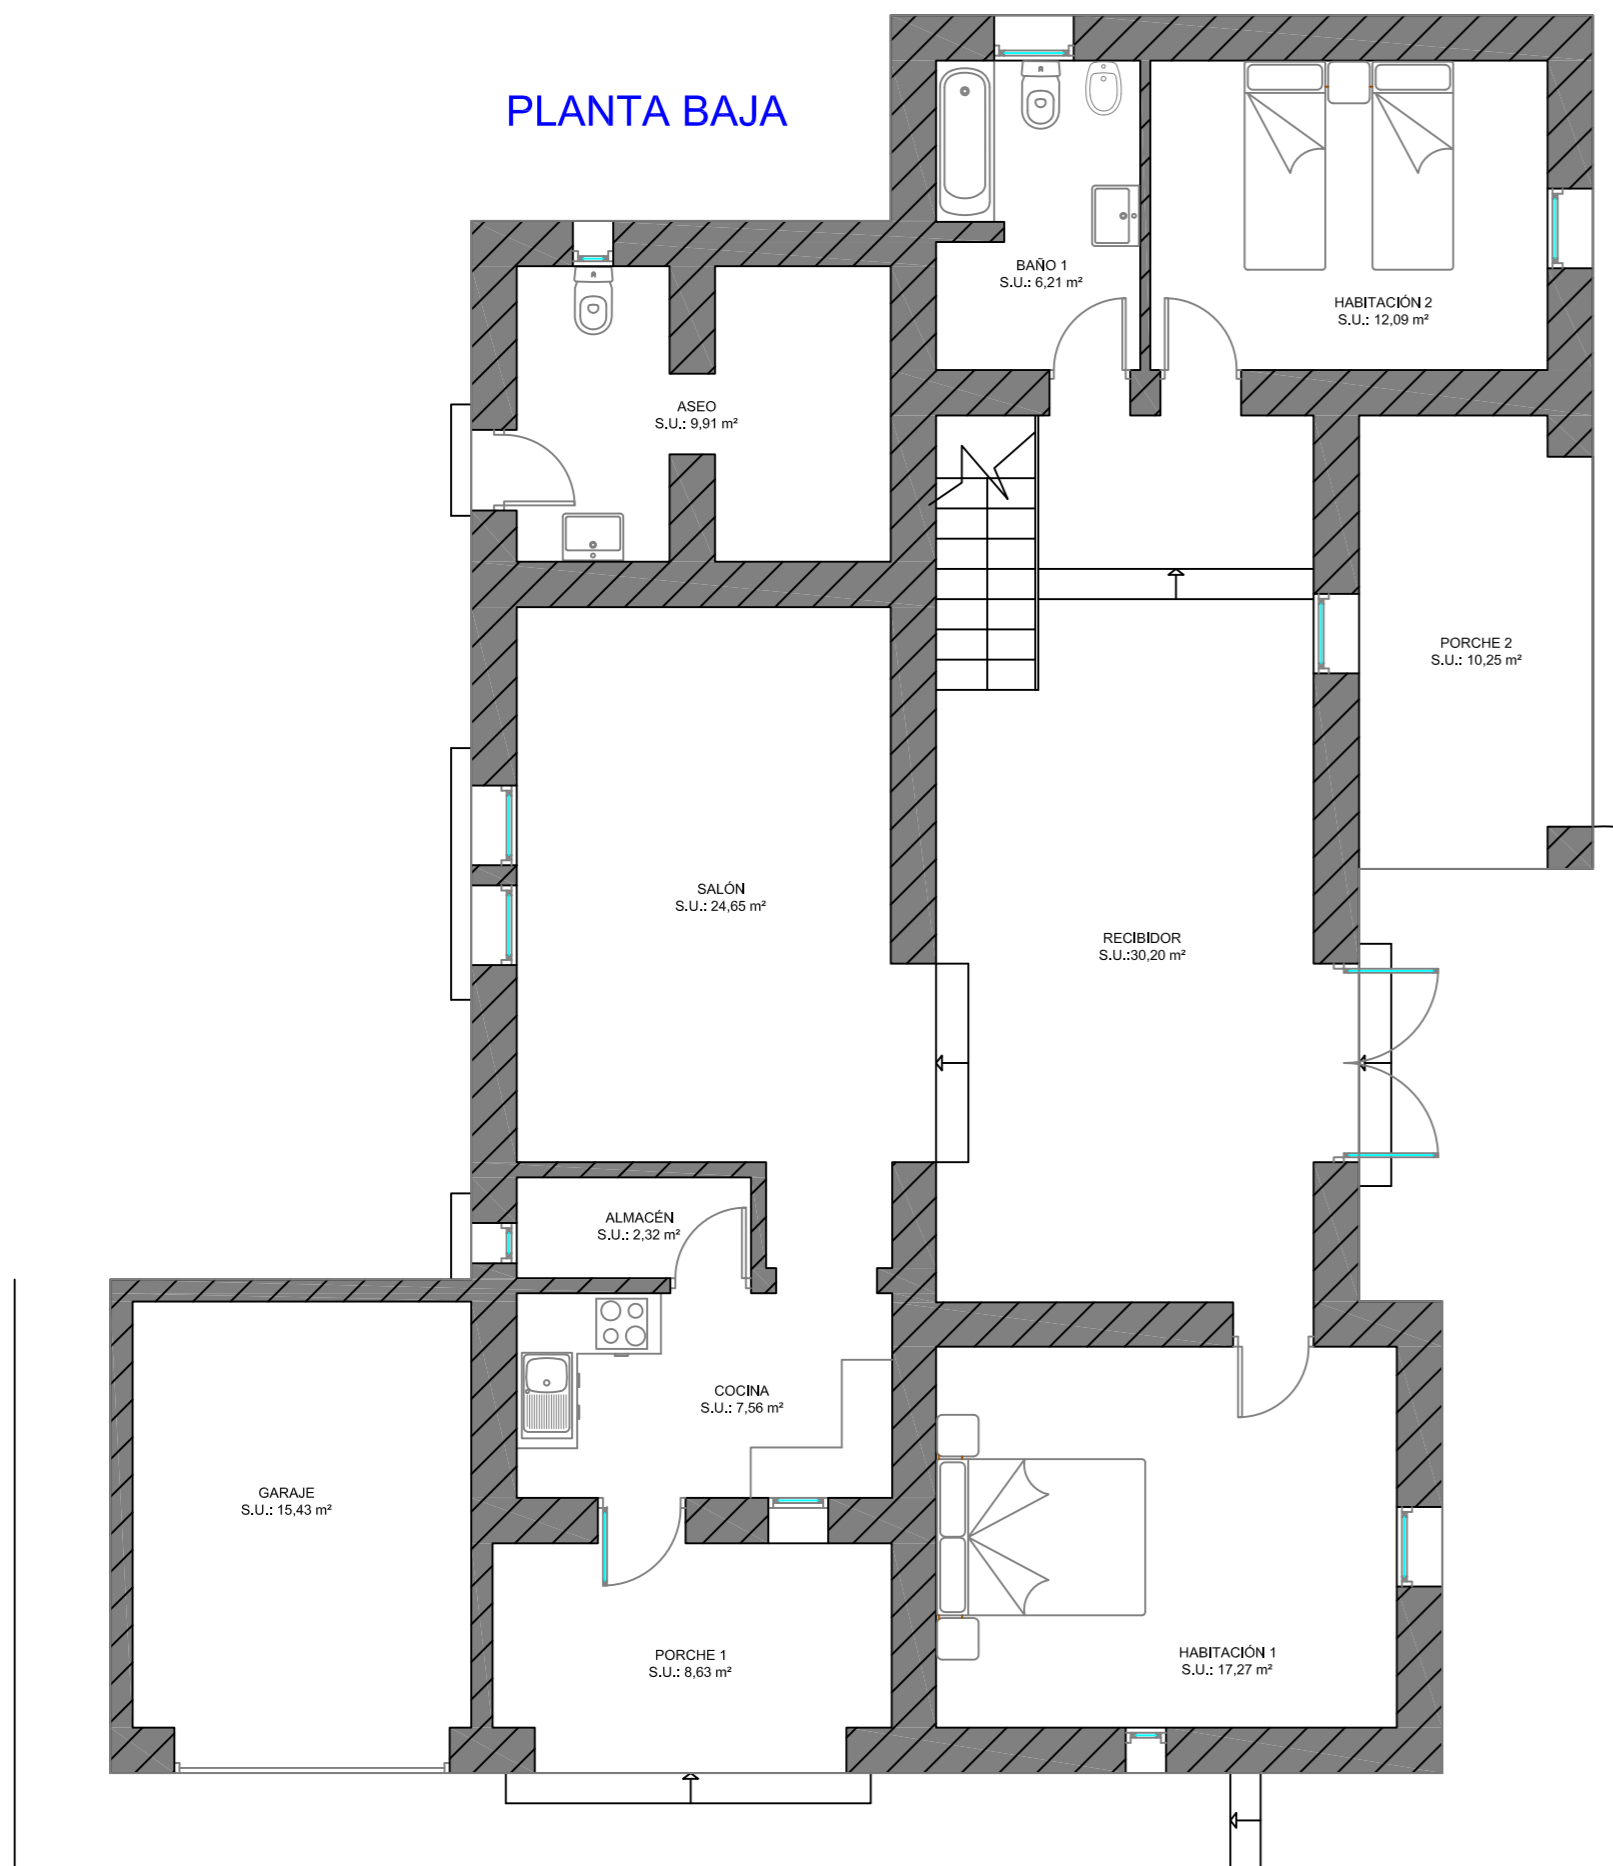 PLANTA BAJA
BAÑO 1
S.U.: 6,21 m²
HABITACIÓN 2
S.U.: 12,09 m²
ASEO
S.U.: 9,91 m²
PORCHE 2
S.U.: 10,25 m²
SALÓN
S.U.: 24,65 m²
RECIBIDOR
S.U.:30,20 m²
ALMACÉN
S.U.: 2,32 m²
COCINA
S.U.: 7,56 m²
GARAJE
S.U.: 15,43 m²
PORCHE 1
S.U.: 8,63 m²
HABITACIÓN 1
S.U.: 17,27 m²